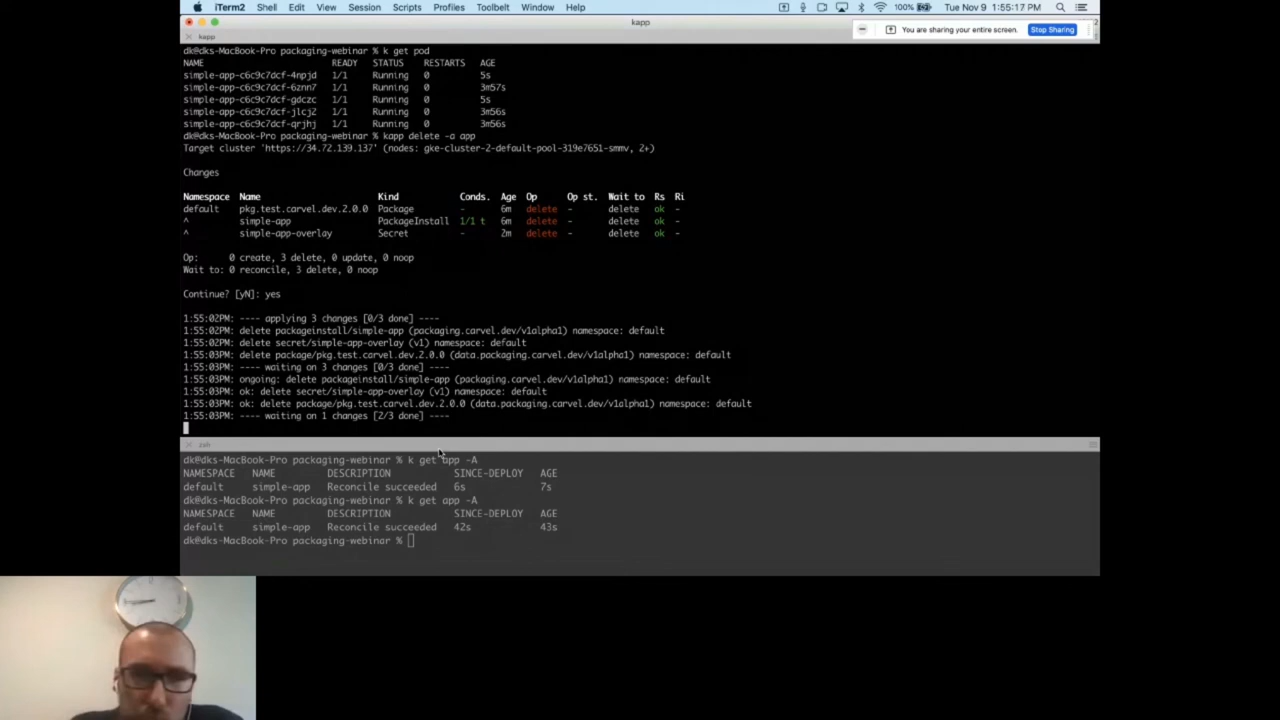 iTerm2 Shell Edit View Session Scripts Profiles Toolbelt Window Help 100% Tue Nov 9 1:55:17 PM
kapp
You are sharing your entire screen. Stop Sharing
kapp
dk@dks-MacBook-Pro packaging-webinar % k get pod
NAME READY STATUS RESTARTS AGE
simple-app-c6c9c7dcf-4npjd 1/1 Running 0 5s
simple-app-c6c9c7dcf-6znn7 1/1 Running 0 3m57s
simple-app-c6c9c7dcf-gdczc 1/1 Running 0 5s
simple-app-c6c9c7dcf-jlcj2 1/1 Running 0 3m56s
simple-app-c6c9c7dcf-qrjhj 1/1 Running 0 3m56s
dk@dks-MacBook-Pro packaging-webinar % kapp delete -a app
Target cluster 'https://34.72.139.137' (nodes: gke-cluster-2-default-pool-319e7651-smmv, 2+)
Changes
Namespace Name Kind Conds. Age Op Op st. Wait to Rs Ri
default pkg.test.carvel.dev.2.0.0 Package - 6m delete - delete ok -
^ simple-app PackageInstall 1/1 t 6m delete - delete ok -
^ simple-app-overlay Secret - 2m delete - delete ok -
Op: 0 create, 3 delete, 0 update, 0 noop
Wait to: 0 reconcile, 3 delete, 0 noop
Continue? [yN]: yes
1:55:02PM: ---- applying 3 changes [0/3 done] ----
1:55:02PM: delete packageinstall/simple-app (packaging.carvel.dev/v1alpha1) namespace: default
1:55:02PM: delete secret/simple-app-overlay (v1) namespace: default
1:55:03PM: delete package/pkg.test.carvel.dev.2.0.0 (data.packaging.carvel.dev/v1alpha1) namespace: default
1:55:03PM: ---- waiting on 3 changes [0/3 done] ----
1:55:03PM: ongoing: delete packageinstall/simple-app (packaging.carvel.dev/v1alpha1) namespace: default
1:55:03PM: ok: delete secret/simple-app-overlay (v1) namespace: default
1:55:03PM: ok: delete package/pkg.test.carvel.dev.2.0.0 (data.packaging.carvel.dev/v1alpha1) namespace: default
1:55:03PM: ---- waiting on 1 changes [2/3 done] ----
zsh
dk@dks-MacBook-Pro packaging-webinar % k get app -A
NAMESPACE NAME DESCRIPTION SINCE-DEPLOY AGE
default simple-app Reconcile succeeded 6s 7s
dk@dks-MacBook-Pro packaging-webinar % k get app -A
NAMESPACE NAME DESCRIPTION SINCE-DEPLOY AGE
default simple-app Reconcile succeeded 42s 43s
dk@dks-MacBook-Pro packaging-webinar %